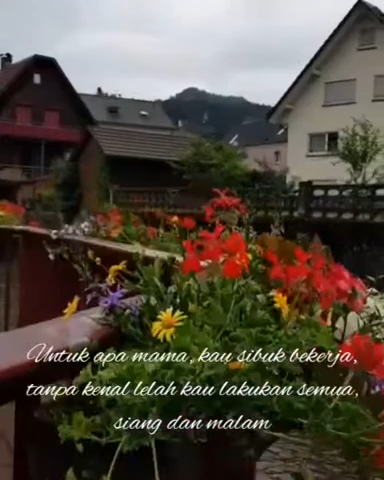 Untuk apa mama, kau sibuk bekerja,
tanpa kenal lelah kau lakukan semua,
siang dan malam